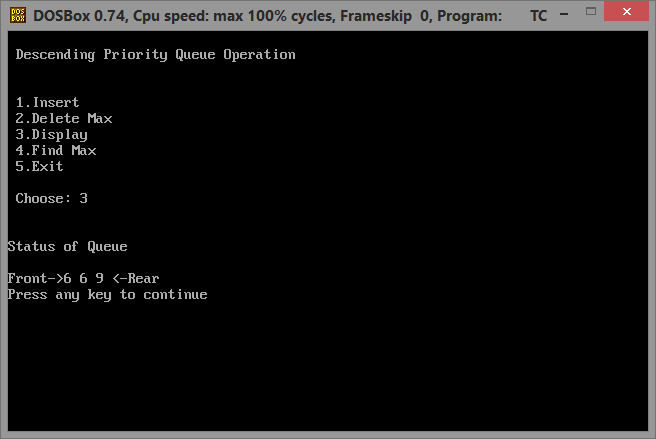 DOS BOX DOSBox 0.74, Cpu speed: max 100% cycles, Frameskip 0, Program: TC
Descending Priority Queue Operation
1.Insert
2.Delete Max
3.Display
4.Find Max
5.Exit
Choose: 3
Status of Queue
Front->6 6 9 <-Rear
Press any key to continue